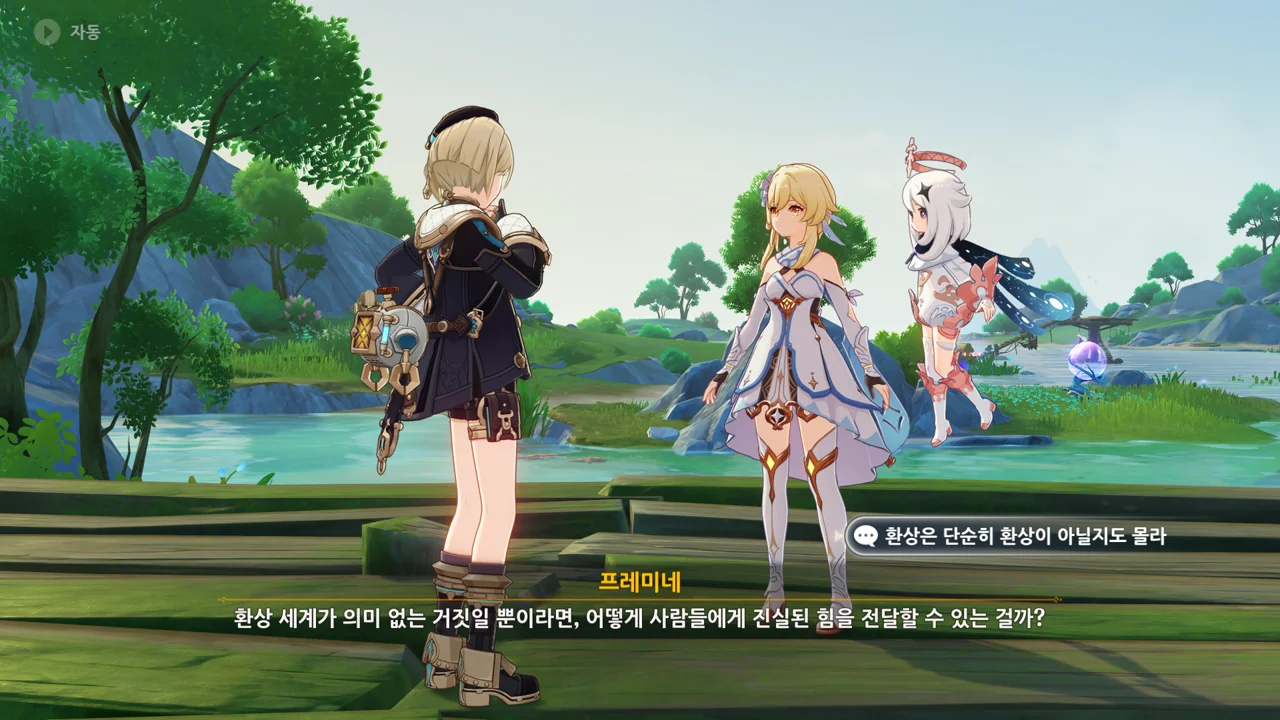 자동
환상은 단순히 환상이 아닐지도 몰라
프레미네
환상 세계가 의미 없는 거짓일 뿐이라면, 어떻게 사람들에게 진실된 힘을 전달할 수 있는 걸까?